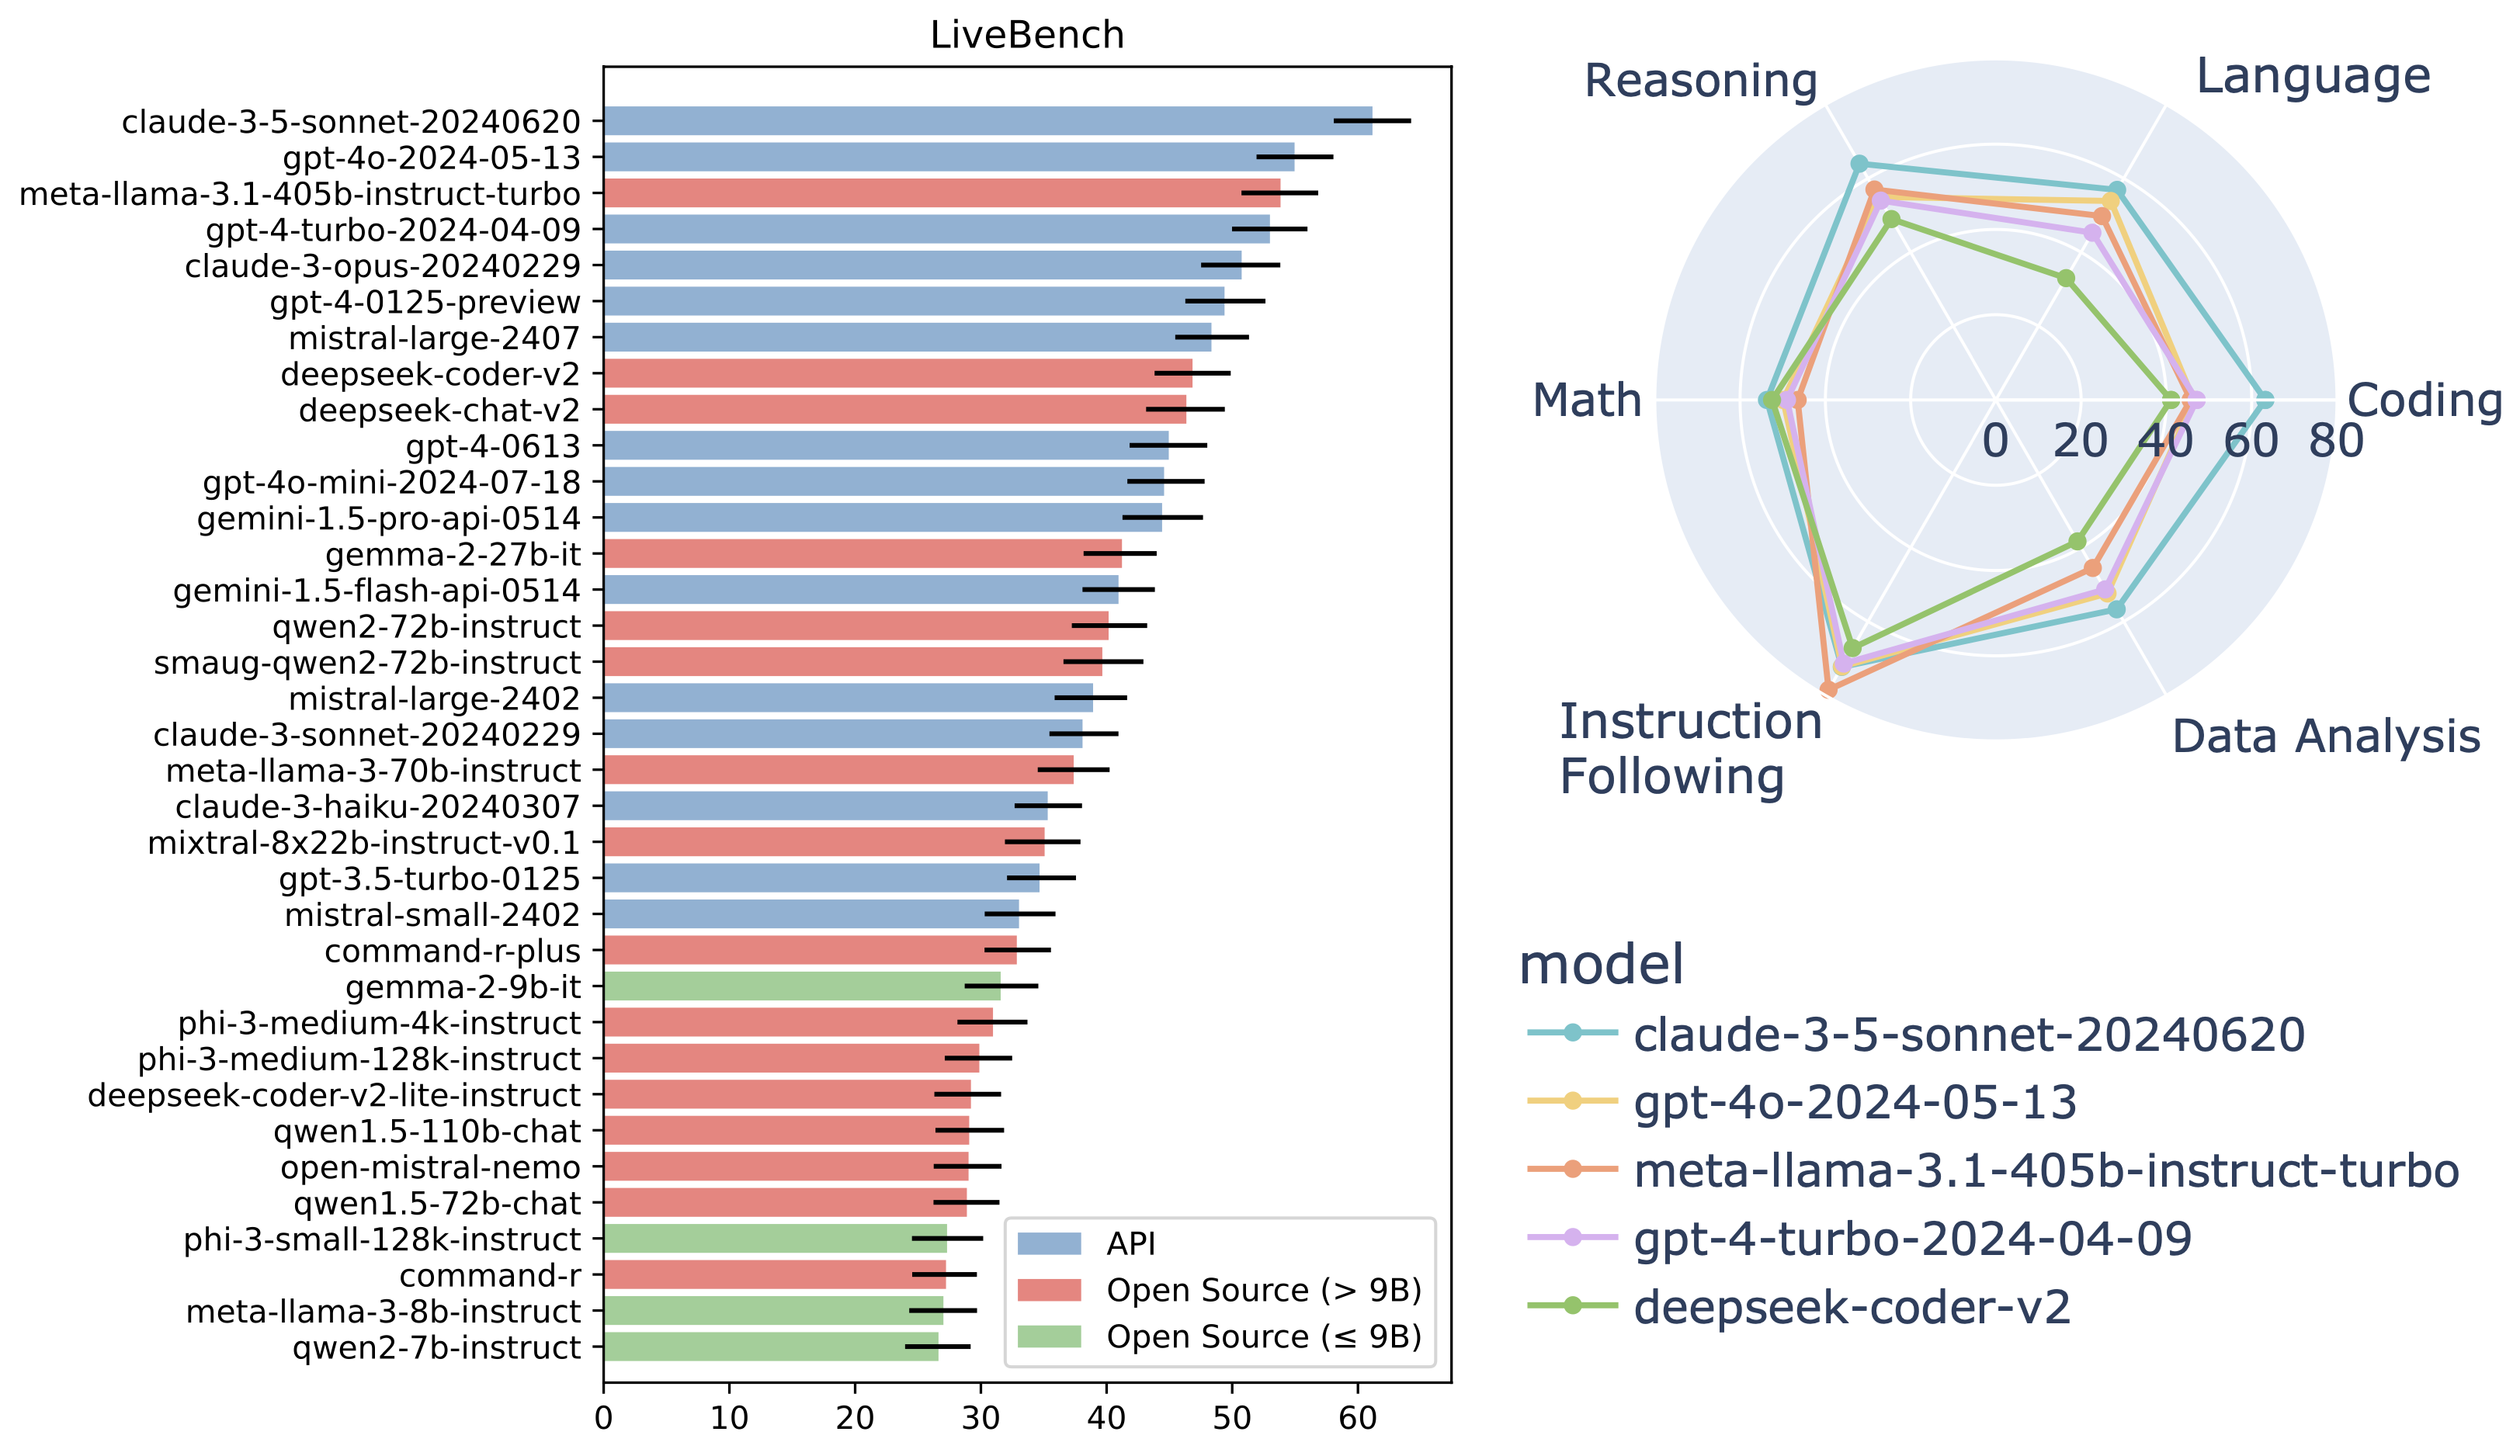 LiveBench
claude-3-5-sonnet-20240620
gpt-4o-2024-05-13
meta-llama-3.1-405b-instruct-turbo
gpt-4-turbo-2024-04-09
claude-3-opus-20240229
gpt-4-0125-preview
mistral-large-2407
deepseek-coder-v2
deepseek-chat-v2
gpt-4-0613
gpt-4o-mini-2024-07-18
gemini-1.5-pro-api-0514
gemma-2-27b-it
gemini-1.5-flash-api-0514
qwen2-72b-instruct
smaug-qwen2-72b-instruct
mistral-large-2402
claude-3-sonnet-20240229
meta-llama-3-70b-instruct
claude-3-haiku-20240307
mixtral-8x22b-instruct-v0.1
gpt-3.5-turbo-0125
mistral-small-2402
command-r-plus
gemma-2-9b-it
phi-3-medium-4k-instruct
phi-3-medium-128k-instruct
deepseek-coder-v2-lite-instruct
qwen1.5-110b-chat
open-mistral-nemo
qwen1.5-72b-chat
phi-3-small-128k-instruct
command-r
meta-llama-3-8b-instruct
qwen2-7b-instruct
0 10 20 30 40 50 60
API
Open Source (> 9B)
Open Source (≤ 9B)
Reasoning
Language
Math
Coding
0 20 40 60 80
Instruction
Following
Data Analysis
model
claude-3-5-sonnet-20240620
gpt-4o-2024-05-13
meta-llama-3.1-405b-instruct-turbo
gpt-4-turbo-2024-04-09
deepseek-coder-v2